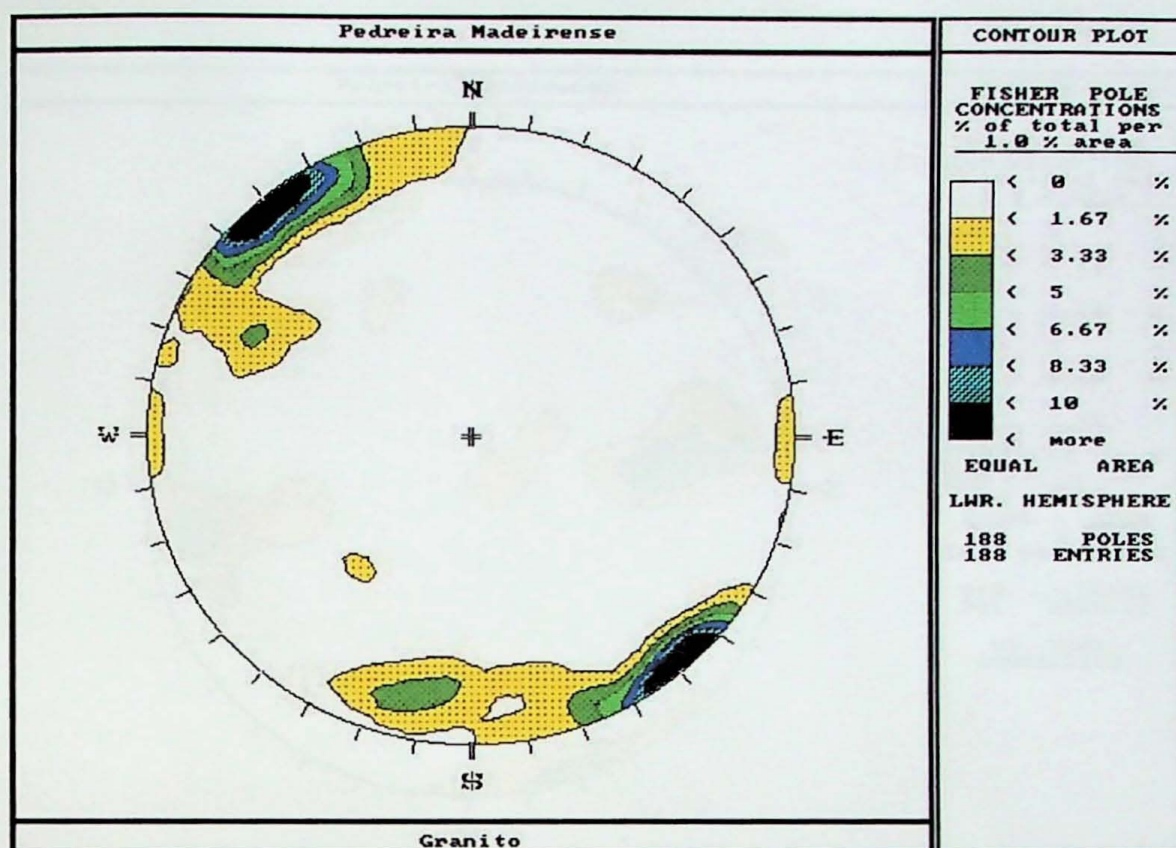 Pedreira Madeirense
CONTOUR PLOT
N
W
E
S
FISHER POLE
CONCENTRATIONS
% of total per
1.0 % area
< 0 %
< 1.67 %
< 3.33 %
< 5 %
< 6.67 %
< 8.33 %
< 10 %
< more
EQUAL AREA
LWR. HEMISPHERE
188 POLES
188 ENTRIES
Granito